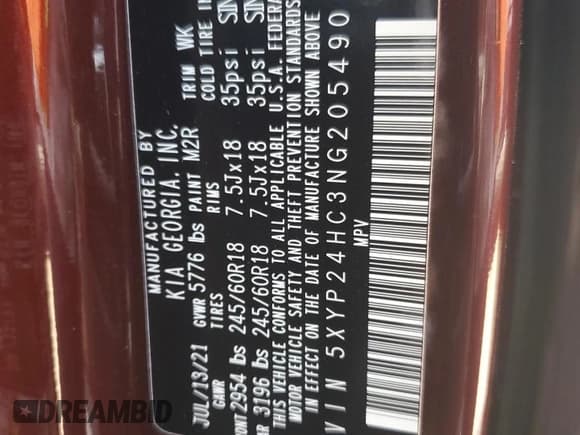 MANUFACTURED BY
KIA GEORGIA, INC.
JUL/13/21 GVWR 5776 lbs PAINT M2R TRIM WK
GAWR TIRES RIMS COLD TIRE
2954 lbs 245/60R18 7.5Jx18 35psi
3196 lbs 245/60R18 7.5Jx18 35psi
THIS VEHICLE CONFORMS TO ALL APPLICABLE U.S.A. FEDERA
MOTOR VEHICLE SAFETY AND THEFT PREVENTION STANDARDS
IN EFFECT ON THE DATE OF MANUFACTURE SHOWN ABOVE
VIN 5XYP24HC3NG205490
MPV
DREAMBID